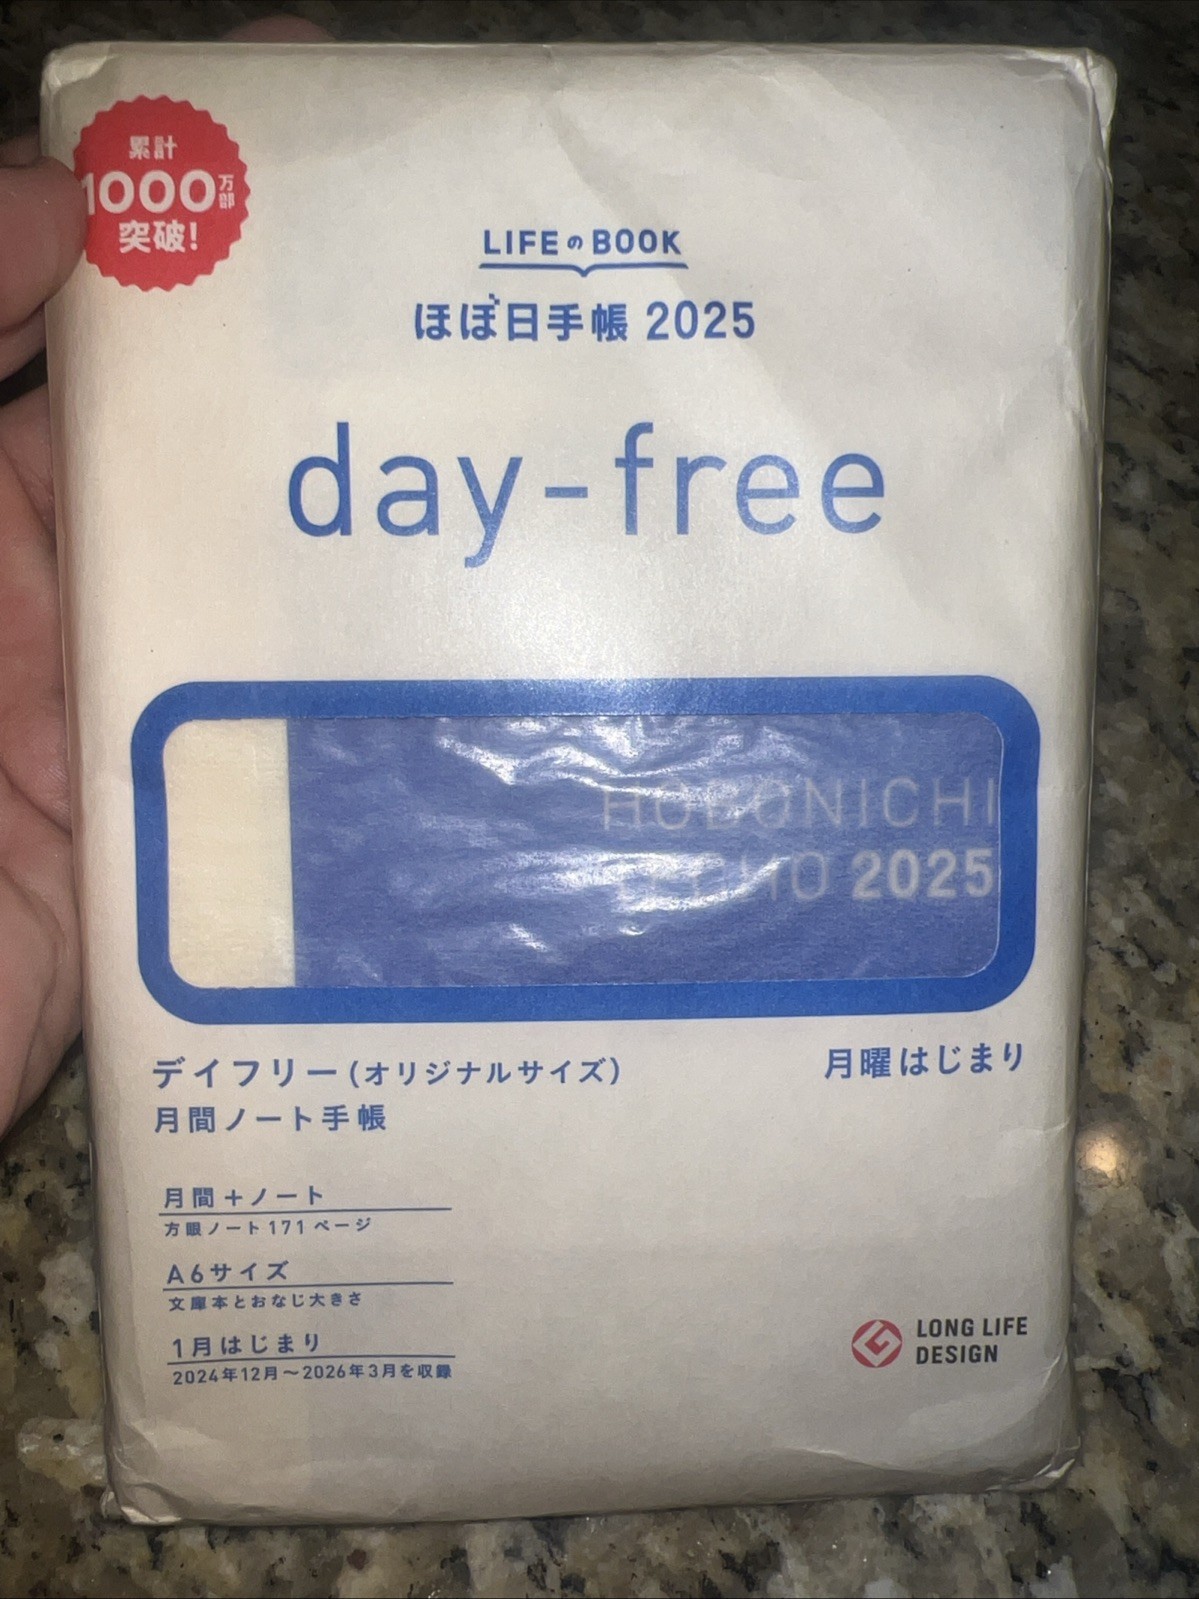 累計
1000万部
突破!
LIFEのBOOK
ほぼ日手帳 2025
day-free
HOBONICHI
TECHO 2025
デイフリー(オリジナルサイズ)
月間ノート手帳
月曜はじまり
月間+ノート
方眼ノート171ページ
A6サイズ
文庫本とおなじ大きさ
1月はじまり
2024年12月〜2026年3月を収録
LONG LIFE
DESIGN